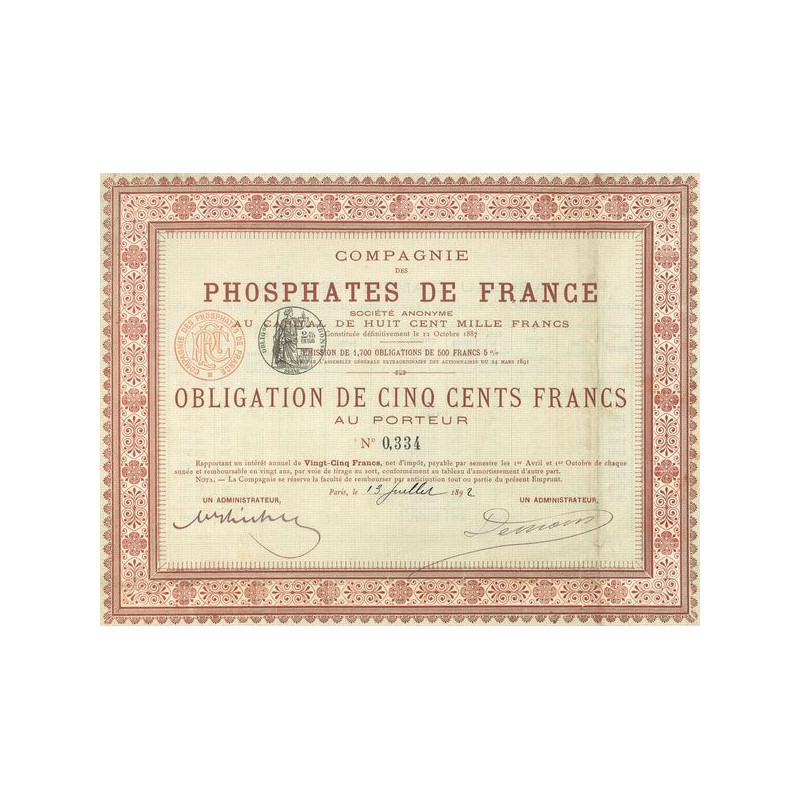 COMPAGNIE
DES
PHOSPHATES DE FRANCE
SOCIÉTÉ ANONYME
AU CAPITAL DE HUIT CENT MILLE FRANCS
Constituée définitivement le 11 Octobre 1887
COMPAGNIE DES PHOSPHATES DE FRANCE
ÉMISSION DE 1,700 OBLIGATIONS DE 500 FRANCS 5 %
L'ASSEMBLÉE GÉNÉRALE EXTRAORDINAIRE DES ACTIONNAIRES DU 24 MARS 1891
OBLIGATION DE CINQ CENTS FRANCS
AU PORTEUR
N° 0,334
Rapportant un intérêt annuel de Vingt-Cinq Francs, net d'impôt, payable par semestre les 1er Avril et 1er Octobre de chaque
année et remboursable en vingt ans, par voie de tirage au sort, conformément au tableau d'amortissement d'autre part.
NOTA. — La Compagnie se réserve la faculté de rembourser par anticipation tout ou partie du présent Emprunt.
Paris, le 13 Juillet 1892
UN ADMINISTRATEUR, UN ADMINISTRATEUR,